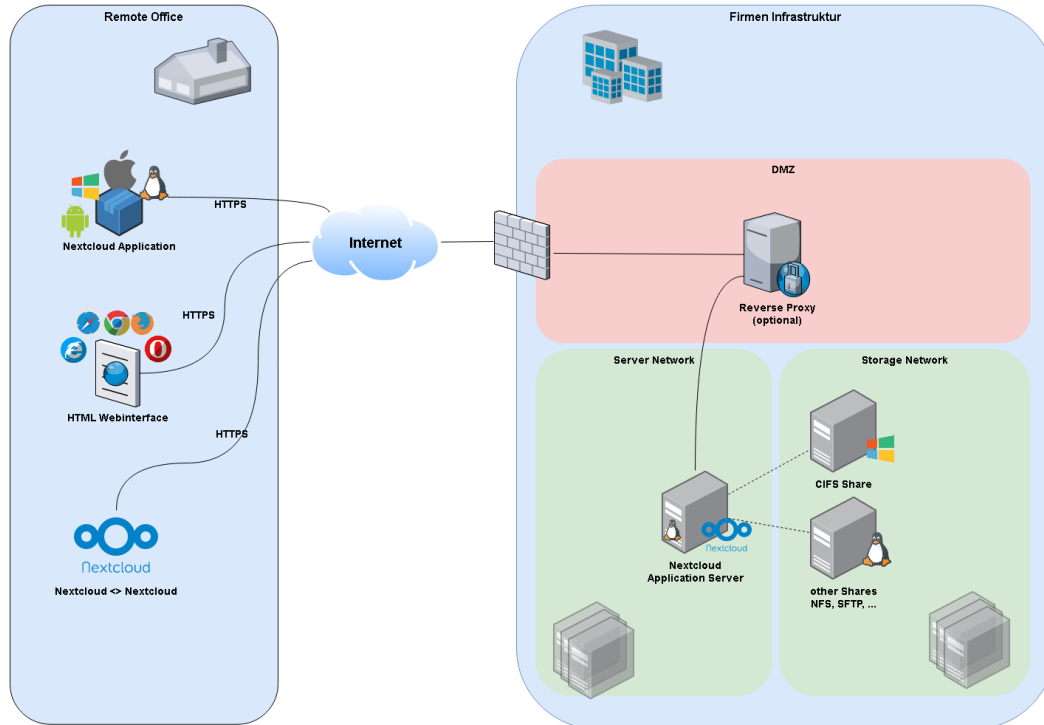 Remote Office
HTTPS
Nextcloud Application
HTTPS
HTML Webinterface
HTTPS
Nextcloud
Nextcloud <> Nextcloud
Internet
Firmen Infrastruktur
DMZ
Reverse Proxy
(optional)
Server Network
Nextcloud
Nextcloud
Application Server
Storage Network
CIFS Share
other Shares
NFS, SFTP, ...